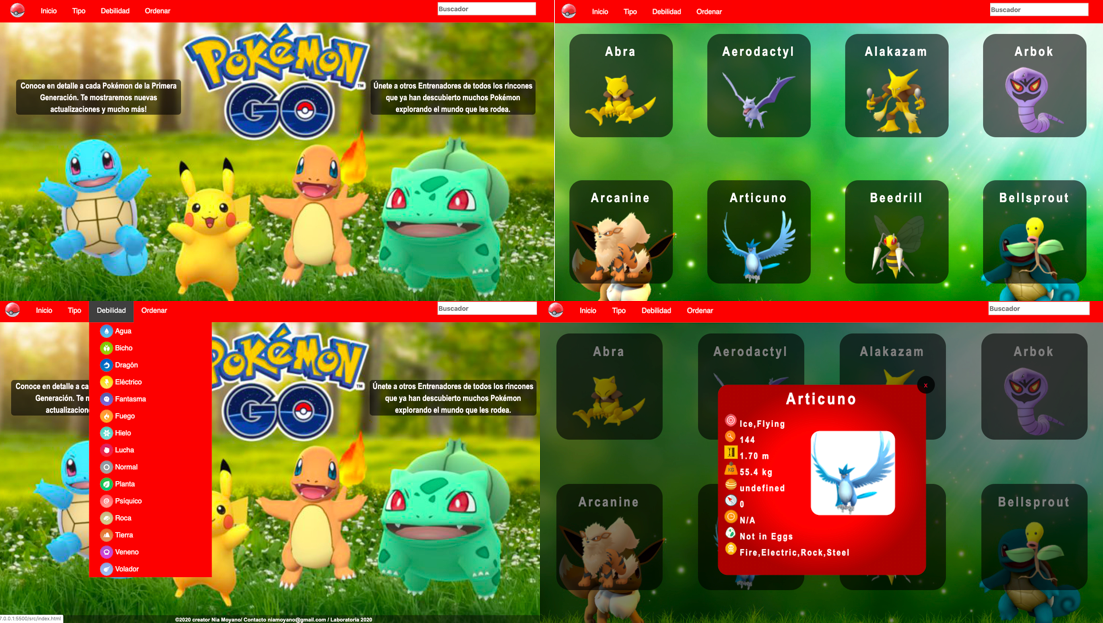 Inicio Tipo Debilidad Ordenar Buscador
POKÉMON
GO
TM
Conoce en detalle a cada Pokémon de la Primera
Generación. Te mostraremos nuevas
actualizaciones y mucho más!
Únete a otros Entrenadores de todos los rincones
que ya han descubierto muchos Pokémon
explorando el mundo que les rodea.
Inicio Tipo Debilidad Ordenar Buscador
Abra Aerodactyl Alakazam Arbok
Arcanine Articuno Beedrill Bellsprout
Inicio Tipo Debilidad Ordenar Buscador
Agua
Bicho
Dragón
Eléctrico
Fantasma
Fuego
Hielo
Lucha
Normal
Planta
Psíquico
Roca
Tierra
Veneno
Volador
POKÉMON
GO
TM
Conoce en detalle a ca
Generación. Te m
actualizacio
Únete a otros Entrenadores de todos los rincones
que ya han descubierto muchos Pokémon
explorando el mundo que les rodea.
7.0.0.1:5500/src/index.html
©2020 creator Nia Moyano/ Contacto niamoyano@gmail.com / Laboratoria 2020
Inicio Tipo Debilidad Ordenar Buscador
Abra Aerodactyl Alakazam Arbok
Arcanine Bellsprout
x
Articuno
Ice,Flying
144
1.70 m
55.4 kg
undefined
0
N/A
Not in Eggs
Fire,Electric,Rock,Steel